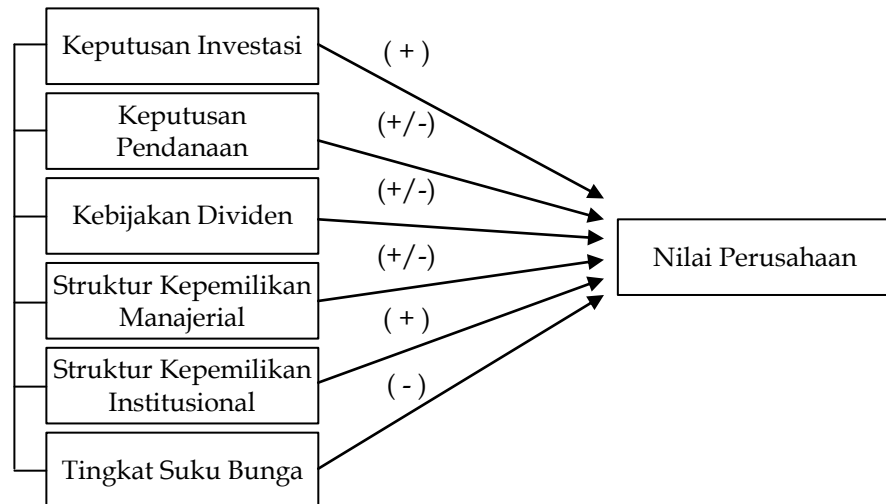 Keputusan Investasi
( + )
Keputusan
Pendanaan
(+/-)
Kebijakan Dividen
(+/-)
Nilai Perusahaan
Struktur Kepemilikan
Manajerial
(+/-)
Struktur Kepemilikan
Institusional
( + )
Tingkat Suku Bunga
( - )